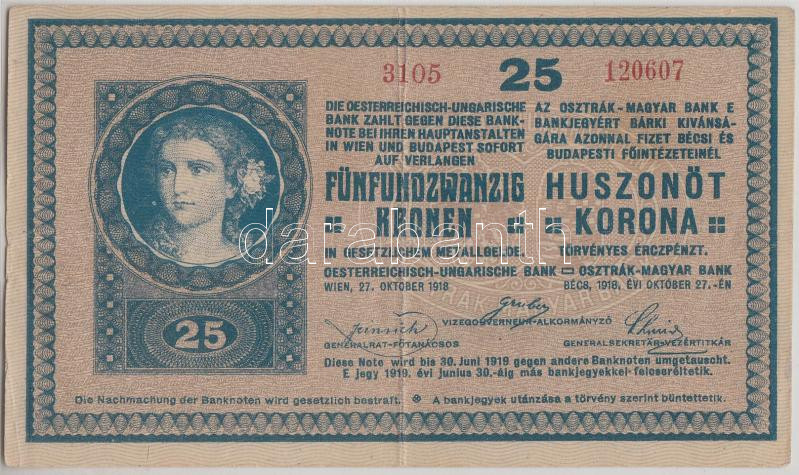 3105 25 120607
DIE OESTERREICHISCH-UNGARISCHE
BANK ZAHLT GEGEN DIESE BANK-
NOTE BEI IHREN HAUPTANSTALTEN
IN WIEN UND BUDAPEST SOFORT
AUF VERLANGEN
FÜNFUNDZWANZIG
KRONEN
IN GESETZLICHEM METALLGELDE.
AZ OSZTRÁK-MAGYAR BANK E
BANKJEGYÉRT BÁRKI KIVÁNSÁ-
GÁRA AZONNAL FIZET BÉCSI ÉS
BUDAPESTI FŐINTÉZETEINÉL
HUSZONÖT
KORONA
TÖRVÉNYES ÉRCZPÉNZT.
OESTERREICHISCH-UNGARISCHE BANK OSZTRÁK-MAGYAR BANK
WIEN, 27. OKTOBER 1918 BÉCS, 1918, ÉVI OKTÓBER 27.-ÉN
Gruber
VIZEGOUVERNEUR-ALKORMÁNYZÓ
GENERALRAT-FŐTANÁCSOS
GENERALSEKRETÄR-VEZÉRTITKÁR
Diese Note wird bis 30. Juni 1919 gegen andere Banknoten umgetauscht.
E jegy 1919. évi junius 30.-áig más bankjegyekkel felcseréltetik.
Die Nachmachung der Banknoten wird gesetzlich bestraft. A bankjegyek utánzása a törvény szerint büntettetik.
25
darabanth